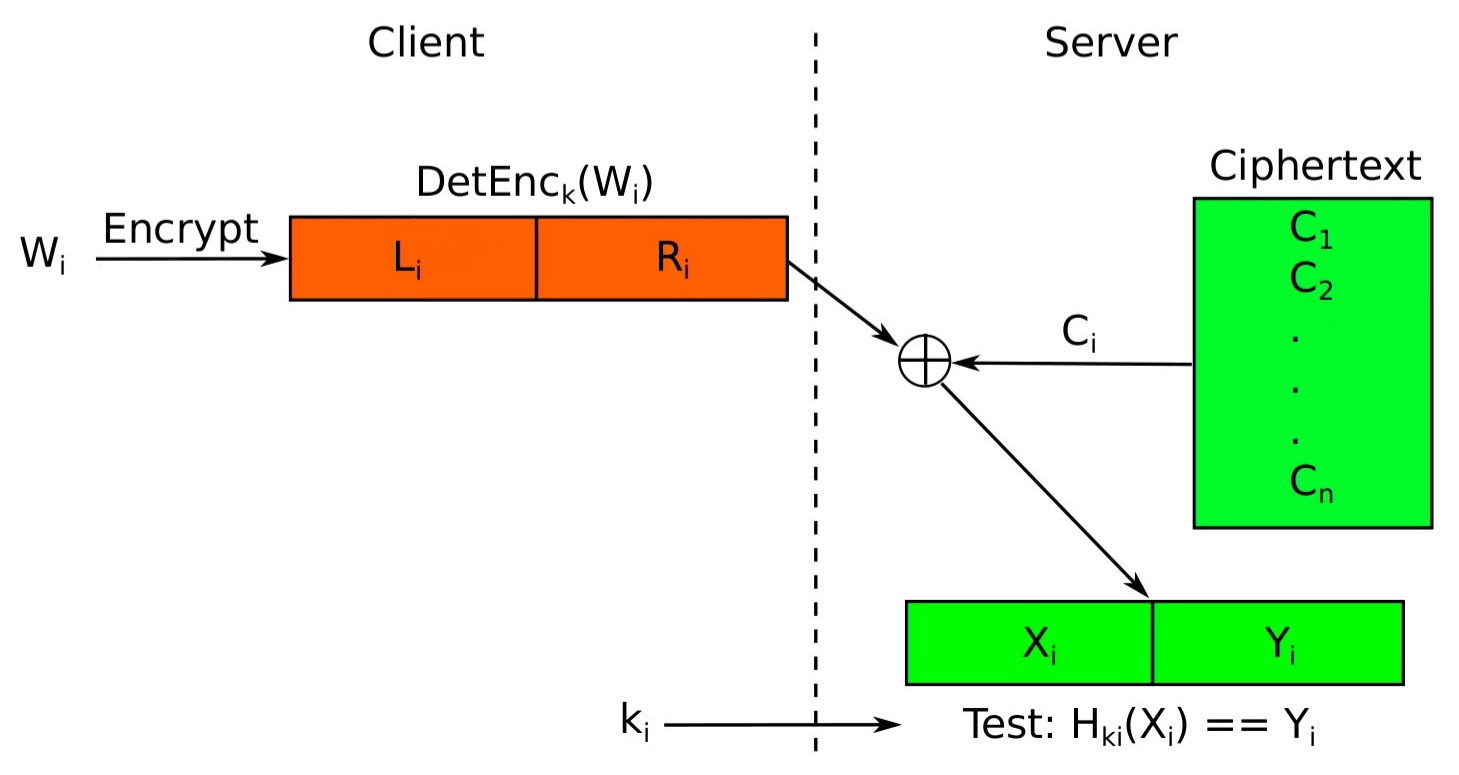 Client
Server
DetEncₖ(Wᵢ)
Ciphertext
Wᵢ
Encrypt
Lᵢ
Rᵢ
C₁
C₂
.
.
.
Cₙ
Cᵢ
Xᵢ
Yᵢ
kᵢ
Test: Hₖᵢ(Xᵢ) == Yᵢ